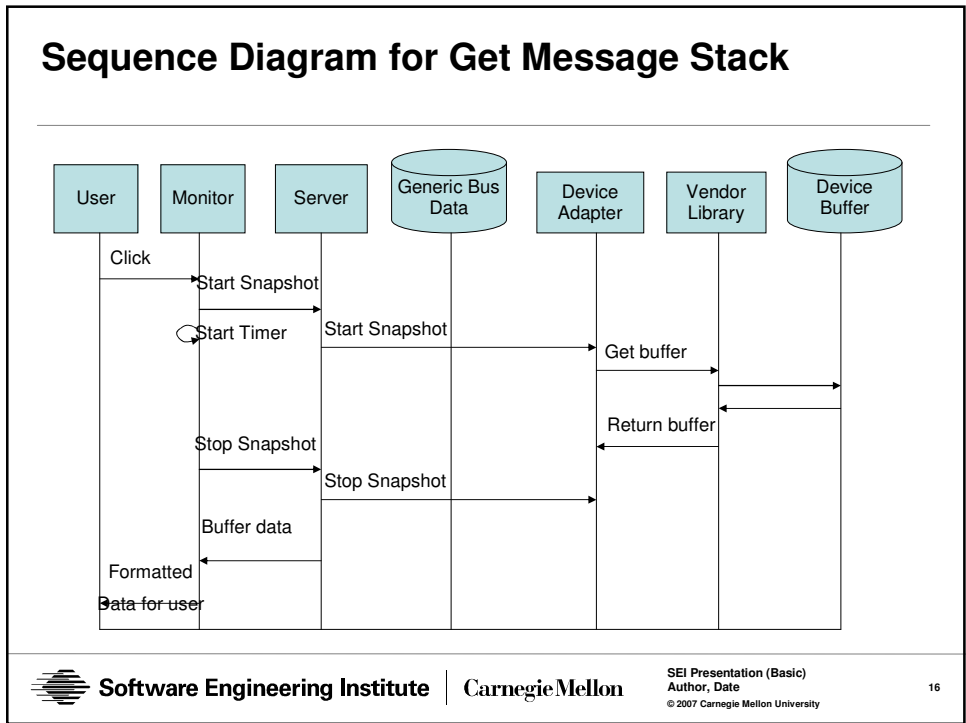 Sequence Diagram for Get Message Stack
User
Monitor
Server
Generic Bus
Data
Device
Adapter
Vendor
Library
Device
Buffer
Click
Start Snapshot
Start Timer
Start Snapshot
Get buffer
Return buffer
Stop Snapshot
Stop Snapshot
Buffer data
Formatted
Data for user
Software Engineering Institute
CarnegieMellon
SEI Presentation (Basic)
Author, Date
© 2007 Carnegie Mellon University
16